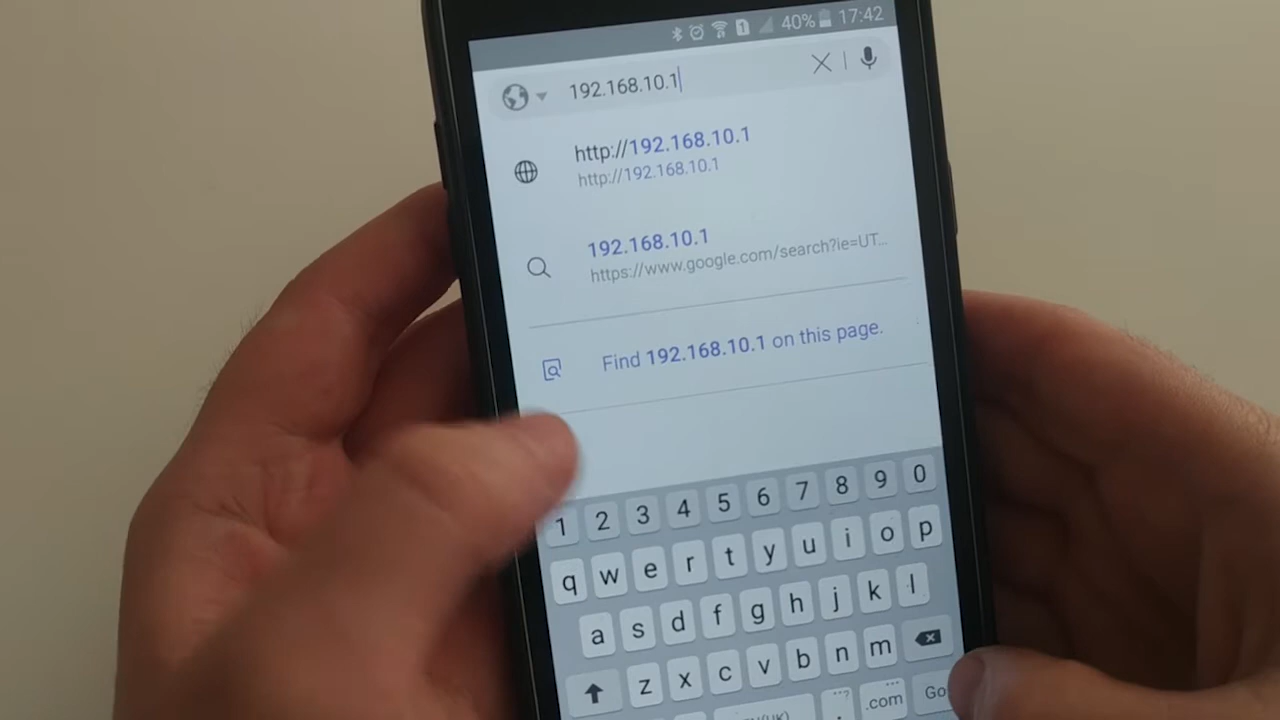 1 40% 17:42
192.168.10.1
http://192.168.10.1
http://192.168.10.1
192.168.10.1
https://www.google.com/search?ie=UT...
Find 192.168.10.1 on this page.
1 2 3 4 5 6 7 8 9 0
q w e r t y u i o p
a s d f g h j k l
z x c v b n m
.com Go